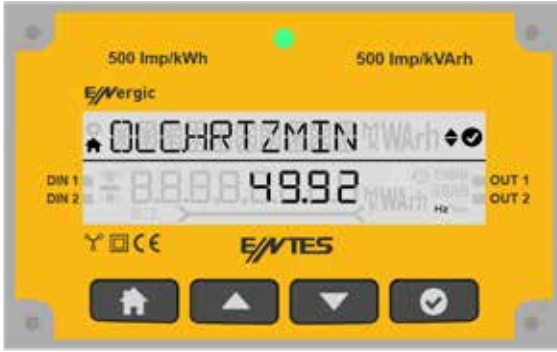 500 Imp/kWh 500 Imp/kVArh
ENergic
OLCHRTZMIN
DIN 1 49.92 OUT 1
DIN 2 Hz OUT 2
CE ENTES